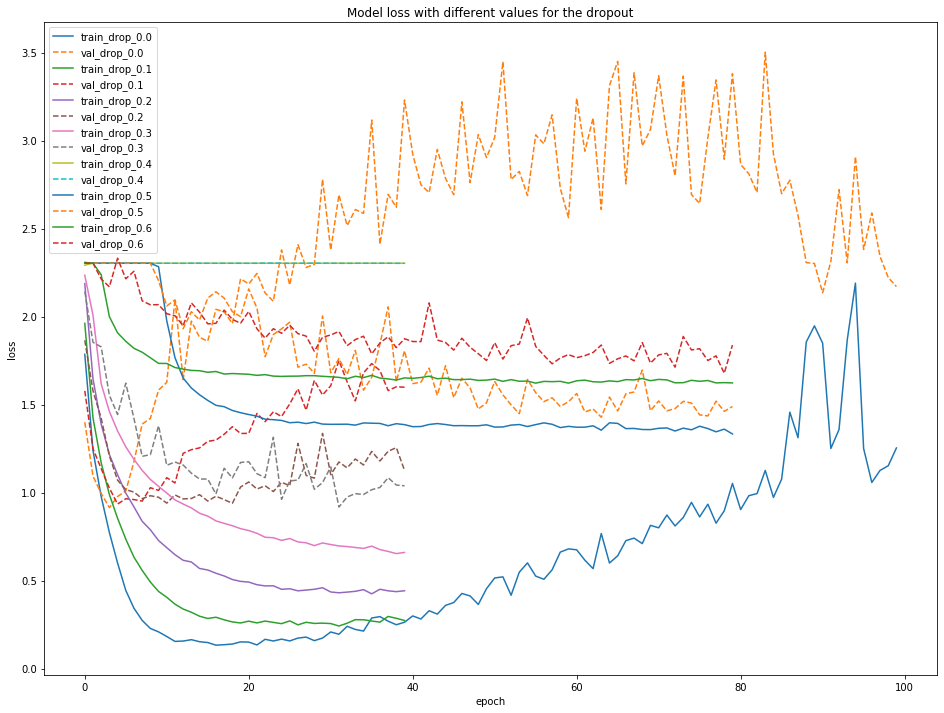 Model loss with different values for the dropout
train_drop_0.0
val_drop_0.0
train_drop_0.1
val_drop_0.1
train_drop_0.2
val_drop_0.2
train_drop_0.3
val_drop_0.3
train_drop_0.4
val_drop_0.4
train_drop_0.5
val_drop_0.5
train_drop_0.6
val_drop_0.6
3.5
3.0
2.5
2.0
1.5
1.0
0.5
0.0
loss
0 20 40 60 80 100
epoch